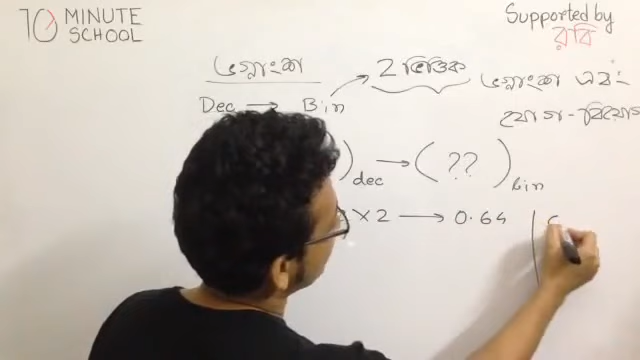 10 MINUTE SCHOOL
Supported by
রবি
ভগ্নাংশ
Dec → Bin
2 ভিত্তিক
ভগ্নাংশ এবং
যোগ-বিয়োগ
)dec → ( ?? )Bin
× 2 → 0.64 |